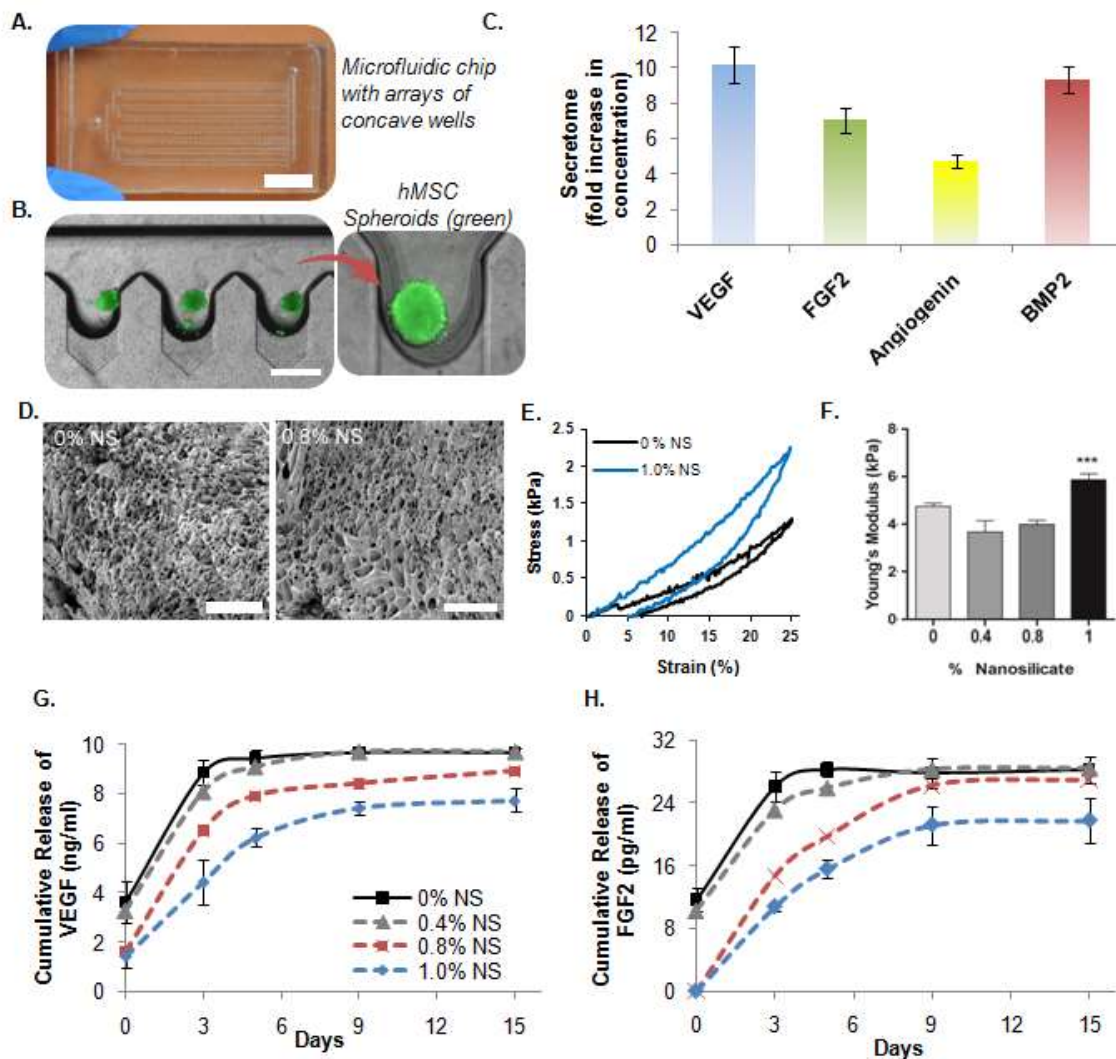 A.
Microfluidic chip
with arrays of
concave wells
B.
hMSC
Spheroids (green)
C.
Secretome
(fold increase in
concentration)
12
10
8
6
4
2
0
VEGF
FGF2
Angiogenin
BMP2
D.
0% NS
0.8% NS
E.
Stress (kPa)
2.5
2
1.5
1
0.5
0
0 % NS
1.0% NS
0 5 10 15 20 25
Strain (%)
F.
Young's Modulus (kPa)
8
6
4
2
0
***
0 0.4 0.8 1
% Nanosilicate
G.
Cumulative Release of
VEGF (ng/ml)
10
8
6
4
2
0
0% NS
0.4% NS
0.8% NS
1.0% NS
0 3 6 9 12 15
Days
H.
Cumulative Release of
FGF2 (pg/ml)
32
24
16
8
0
0 3 6 9 12 15
Days